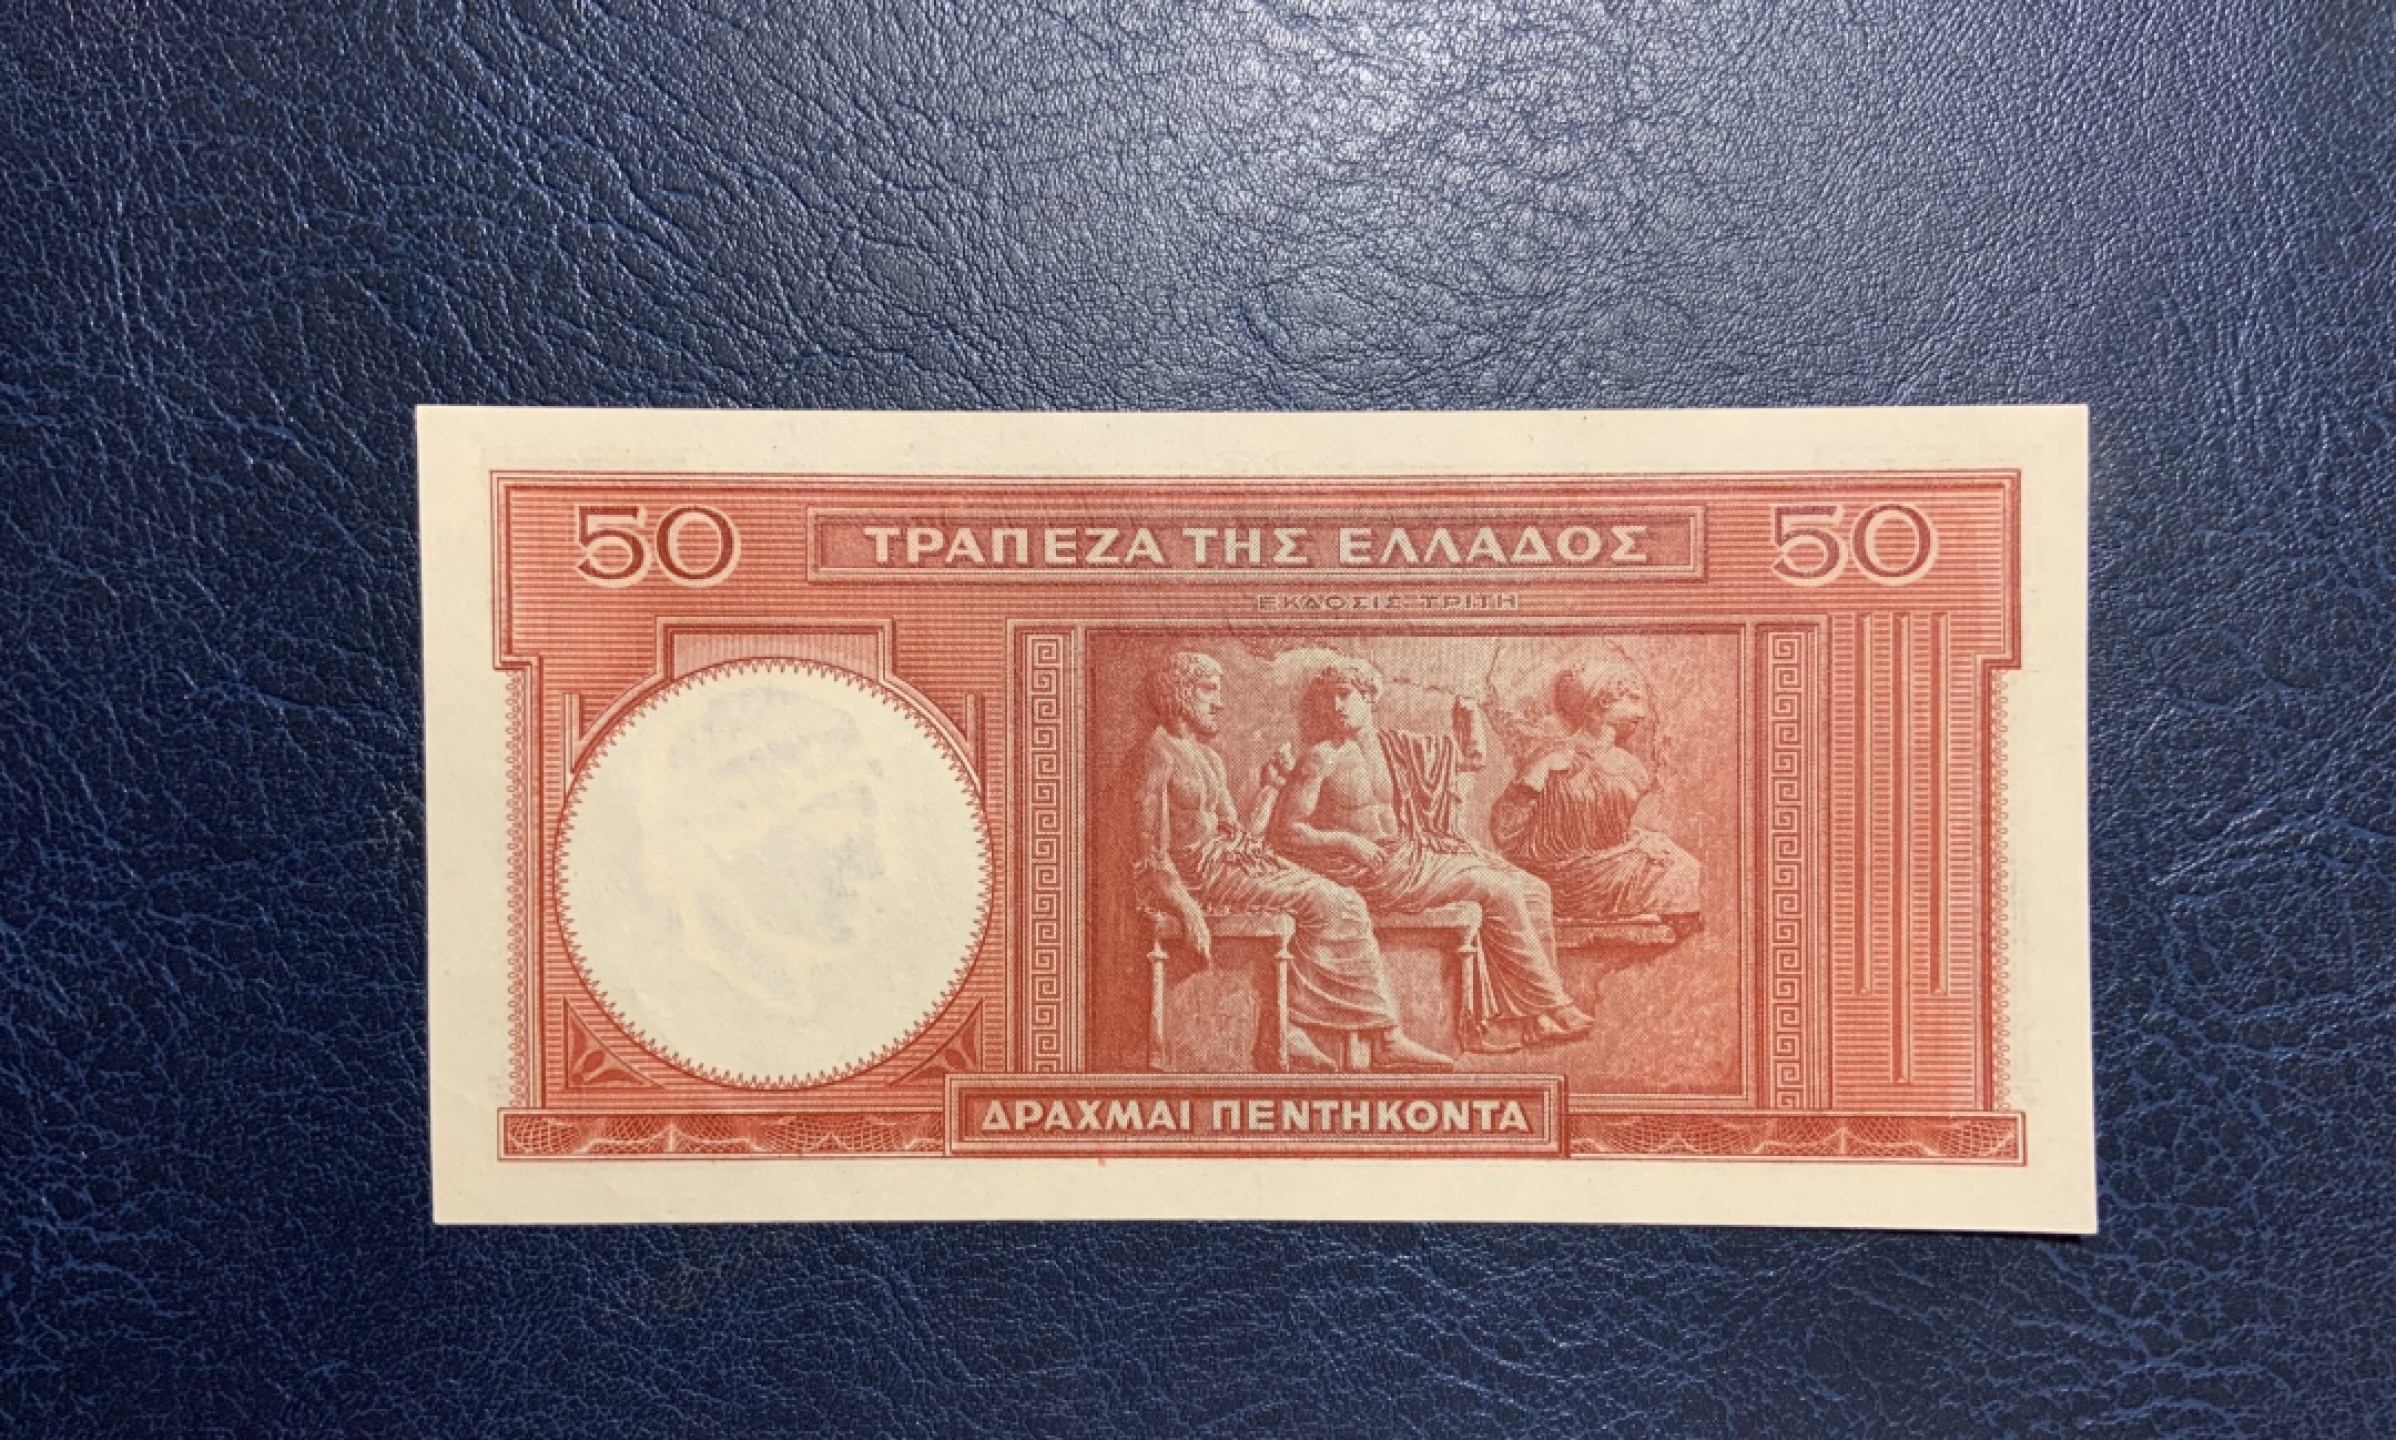 50 ΤΡΑΠΕΖΑ ΤΗΣ ΕΛΛΑΔΟΣ 50
ΕΚΔΟΣΙΣ ΤΡΙΤΗ
ΔΡΑΧΜΑΙ ΠΕΝΤΗΚΟΝΤΑ